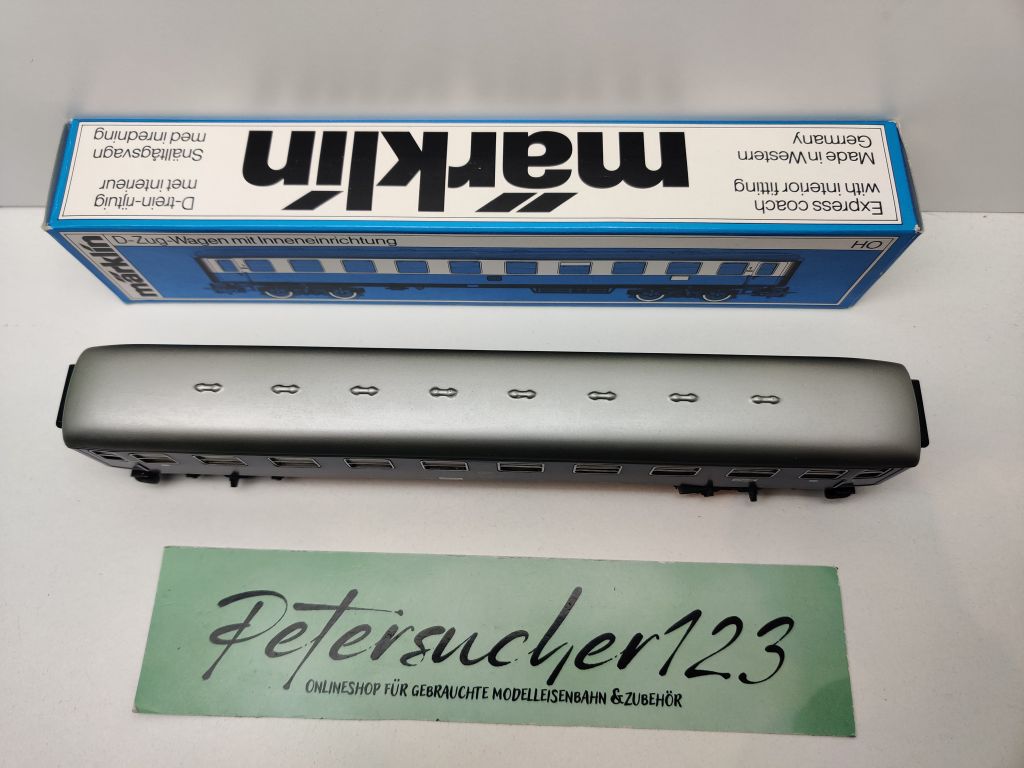 Express coach
with interior fitting
Made in Western
Germany
märklin
D-trein-rijtuig
met interieur
Snälltågsvagn
med inredning
märklin
D-Zug-Wagen mit Inneneinrichtung
HO
Petersucher123
ONLINESHOP FÜR GEBRAUCHTE MODELLEISENBAHN & ZUBEHÖR